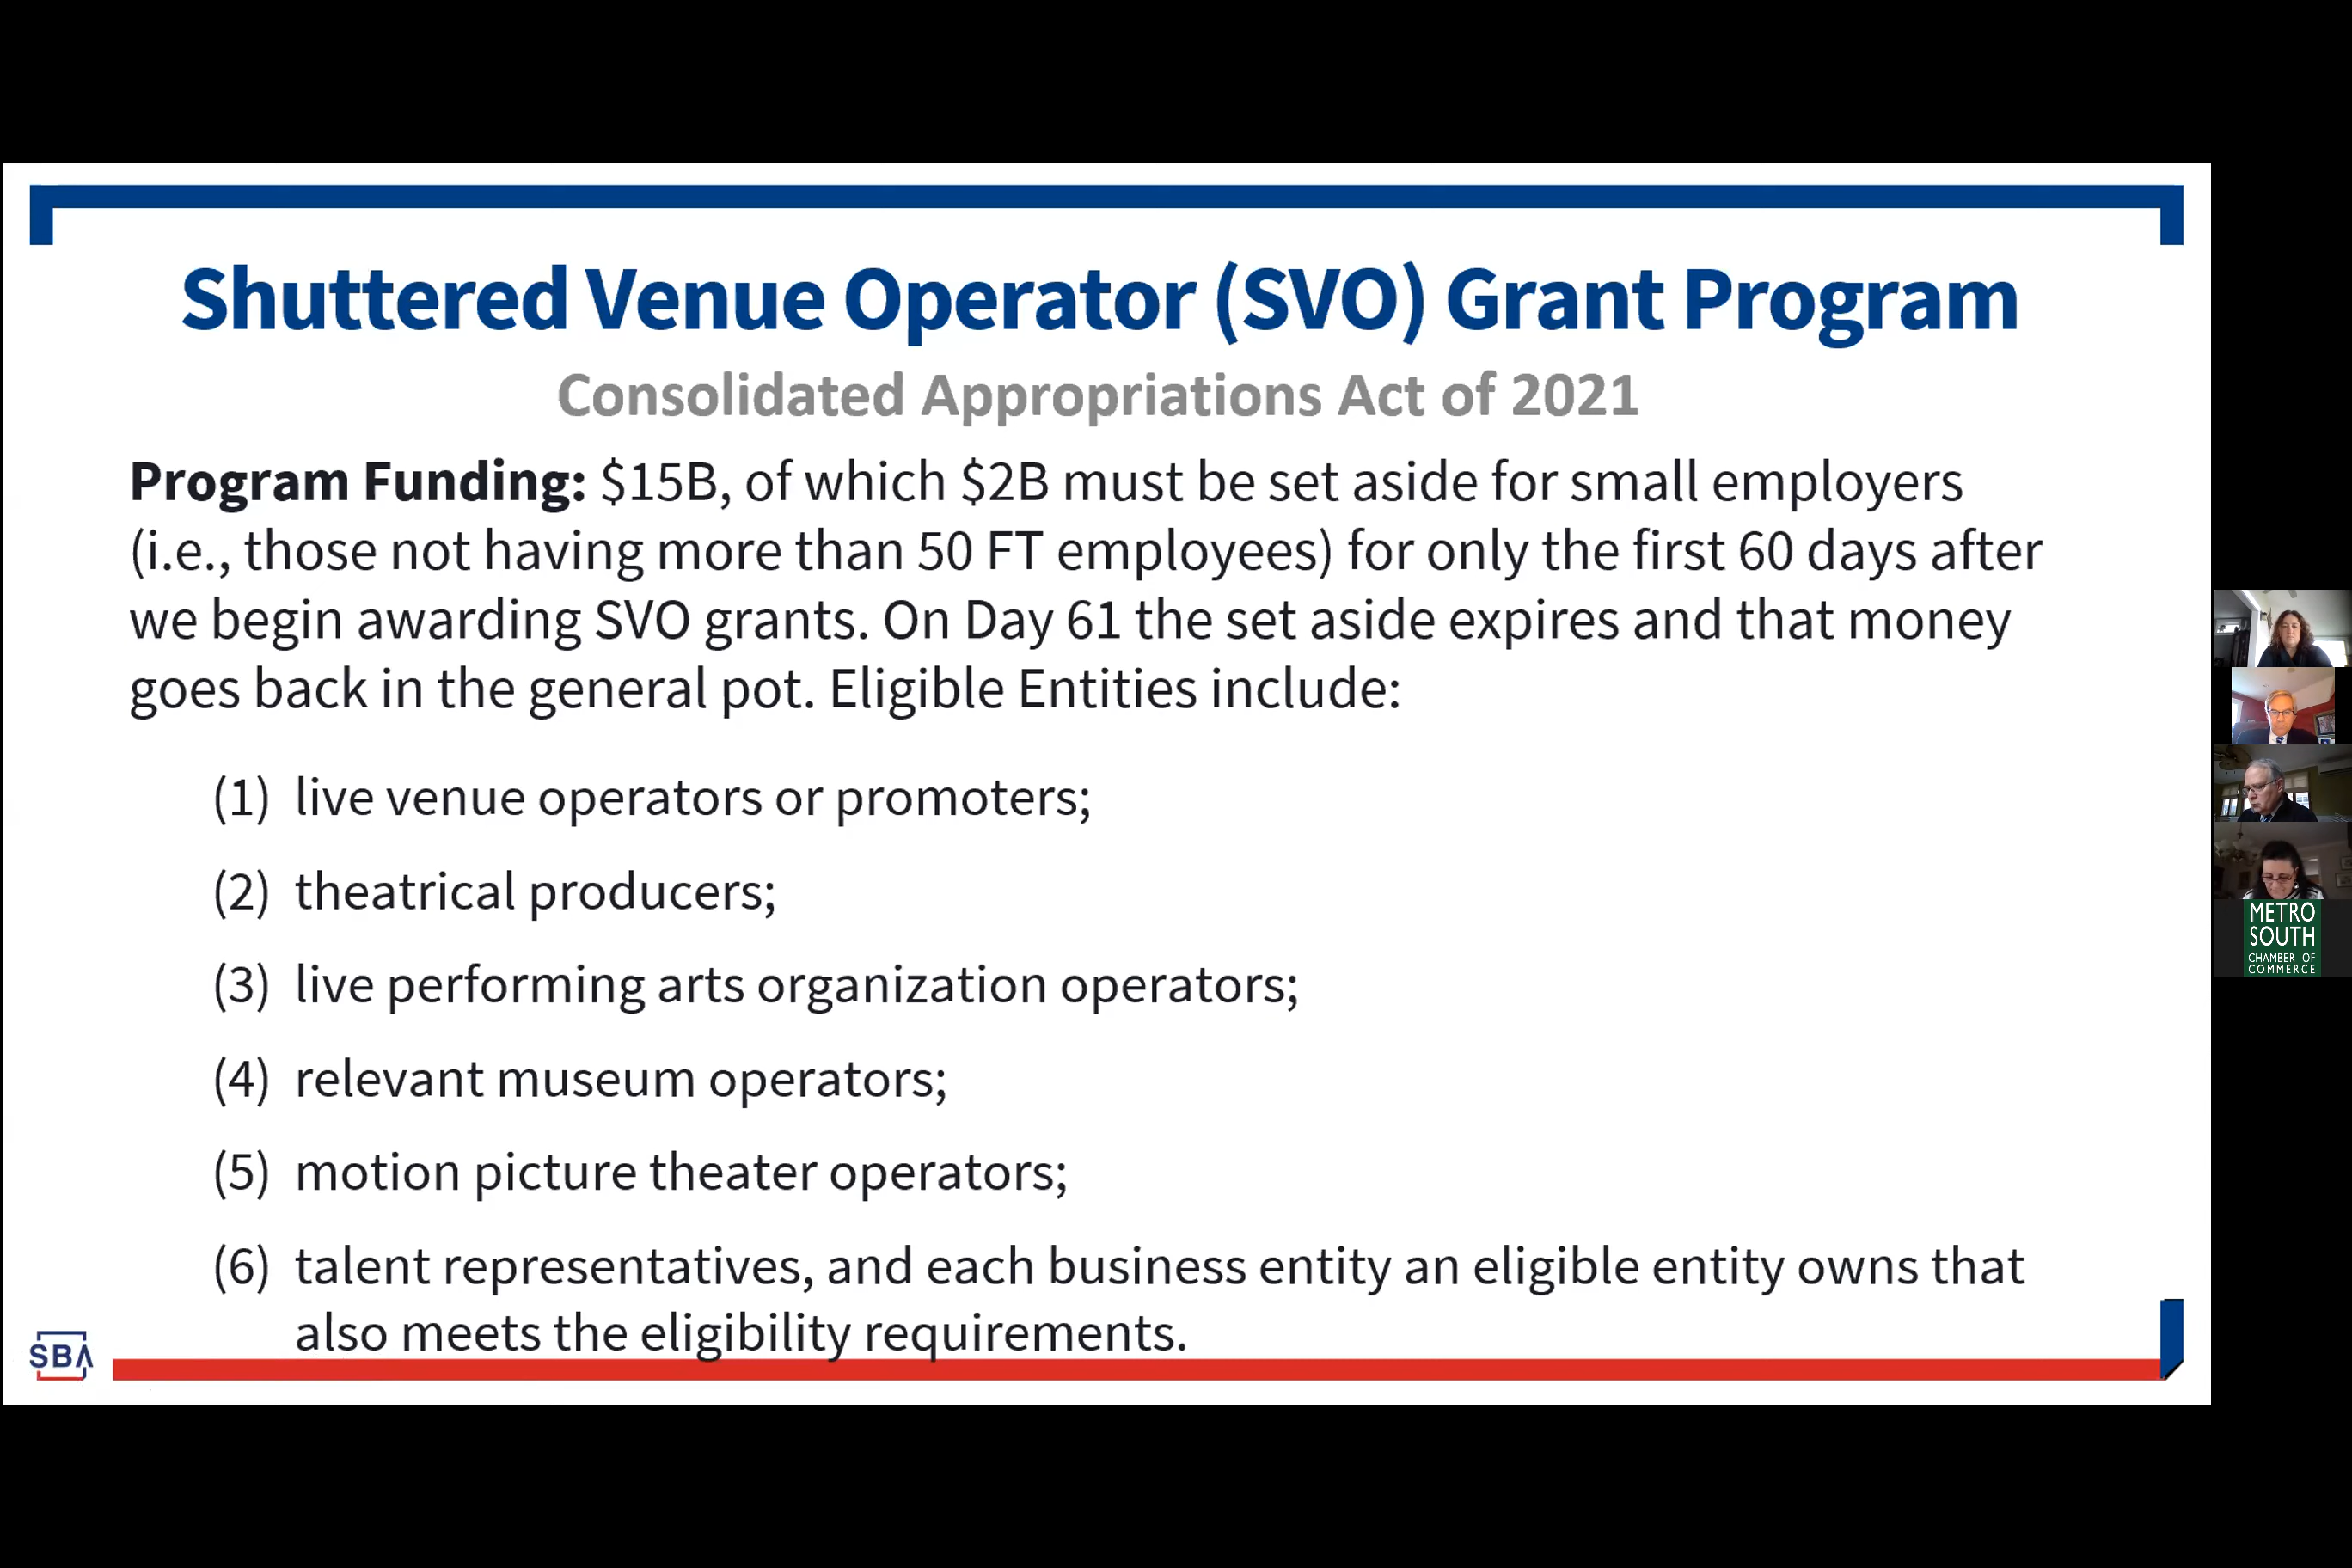 Shuttered Venue Operator (SVO) Grant Program
Consolidated Appropriations Act of 2021
Program Funding: $15B, of which $2B must be set aside for small employers
(i.e., those not having more than 50 FT employees) for only the first 60 days after
we begin awarding SVO grants. On Day 61 the set aside expires and that money
goes back in the general pot. Eligible Entities include:
(1) live venue operators or promoters;
(2) theatrical producers;
(3) live performing arts organization operators;
(4) relevant museum operators;
(5) motion picture theater operators;
(6) talent representatives, and each business entity an eligible entity owns that
also meets the eligibility requirements.
SBA
METRO
SOUTH
CHAMBER OF
COMMERCE